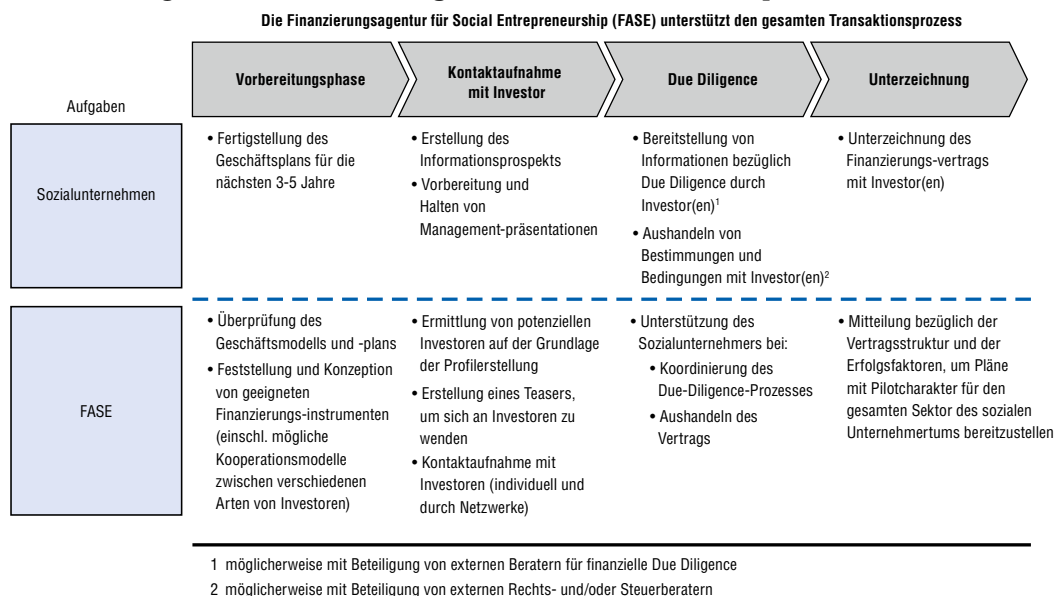 Die Finanzierungsagentur für Social Entrepreneurship (FASE) unterstützt den gesamten Transaktionsprozess
Vorbereitungsphase
Kontaktaufnahme
mit Investor
Due Diligence
Unterzeichnung
Aufgaben
Sozialunternehmen
• Fertigstellung des
Geschäftsplans für die
nächsten 3-5 Jahre
• Erstellung des
Informationsprospekts
• Vorbereitung und
Halten von
Management-präsentationen
• Bereitstellung von
Informationen bezüglich
Due Diligence durch
Investor(en)¹
• Aushandeln von
Bestimmungen und
Bedingungen mit Investor(en)²
• Unterzeichnung des
Finanzierungs-vertrags
mit Investor(en)
FASE
• Überprüfung des
Geschäftsmodells und -plans
• Feststellung und Konzeption
von geeigneten
Finanzierungs-instrumenten
(einschl. mögliche
Kooperationsmodelle
zwischen verschiedenen
Arten von Investoren)
• Ermittlung von potenziellen
Investoren auf der Grundlage
der Profilerstellung
• Erstellung eines Teasers,
um sich an Investoren zu
wenden
• Kontaktaufnahme mit
Investoren (individuell und
durch Netzwerke)
• Unterstützung des
Sozialunternehmers bei:
• Koordinierung des
Due-Diligence-Prozesses
• Aushandeln des
Vertrags
• Mitteilung bezüglich der
Vertragsstruktur und der
Erfolgsfaktoren, um Pläne
mit Pilotcharakter für den
gesamten Sektor des sozialen
Unternehmertums bereitzustellen
1 möglicherweise mit Beteiligung von externen Beratern für finanzielle Due Diligence
2 möglicherweise mit Beteiligung von externen Rechts- und/oder Steuerberatern